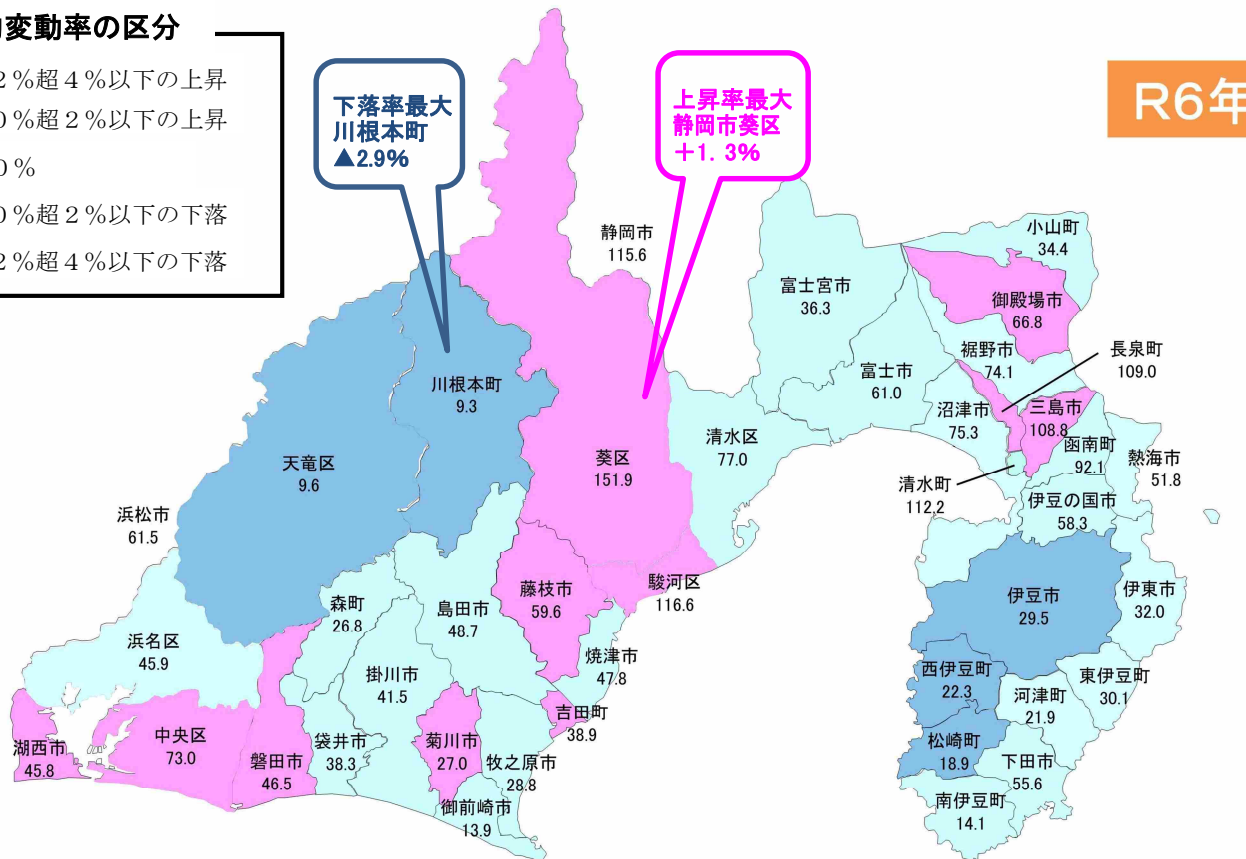 変動率の区分
２％超４％以下の上昇
０％超２％以下の上昇
０％
０％超２％以下の下落
２％超４％以下の下落
下落率最大
川根本町
▲2.9%
上昇率最大
静岡市葵区
＋1．3%
R6年
静岡市
115.6
小山町
34.4
富士宮市
36.3
御殿場市
66.8
裾野市
74.1
長泉町
109.0
富士市
61.0
沼津市
75.3
三島市
108.8
川根本町
9.3
清水区
77.0
函南町
92.1
熱海市
51.8
天竜区
9.6
葵区
151.9
清水町
112.2
伊豆の国市
58.3
浜松市
61.5
駿河区
116.6
藤枝市
59.6
伊豆市
29.5
伊東市
32.0
森町
26.8
島田市
48.7
浜名区
45.9
焼津市
47.8
掛川市
41.5
西伊豆町
22.3
東伊豆町
30.1
河津町
21.9
吉田町
38.9
湖西市
45.8
中央区
73.0
磐田市
46.5
袋井市
38.3
菊川市
27.0
牧之原市
28.8
松崎町
18.9
下田市
55.6
御前崎市
13.9
南伊豆町
14.1